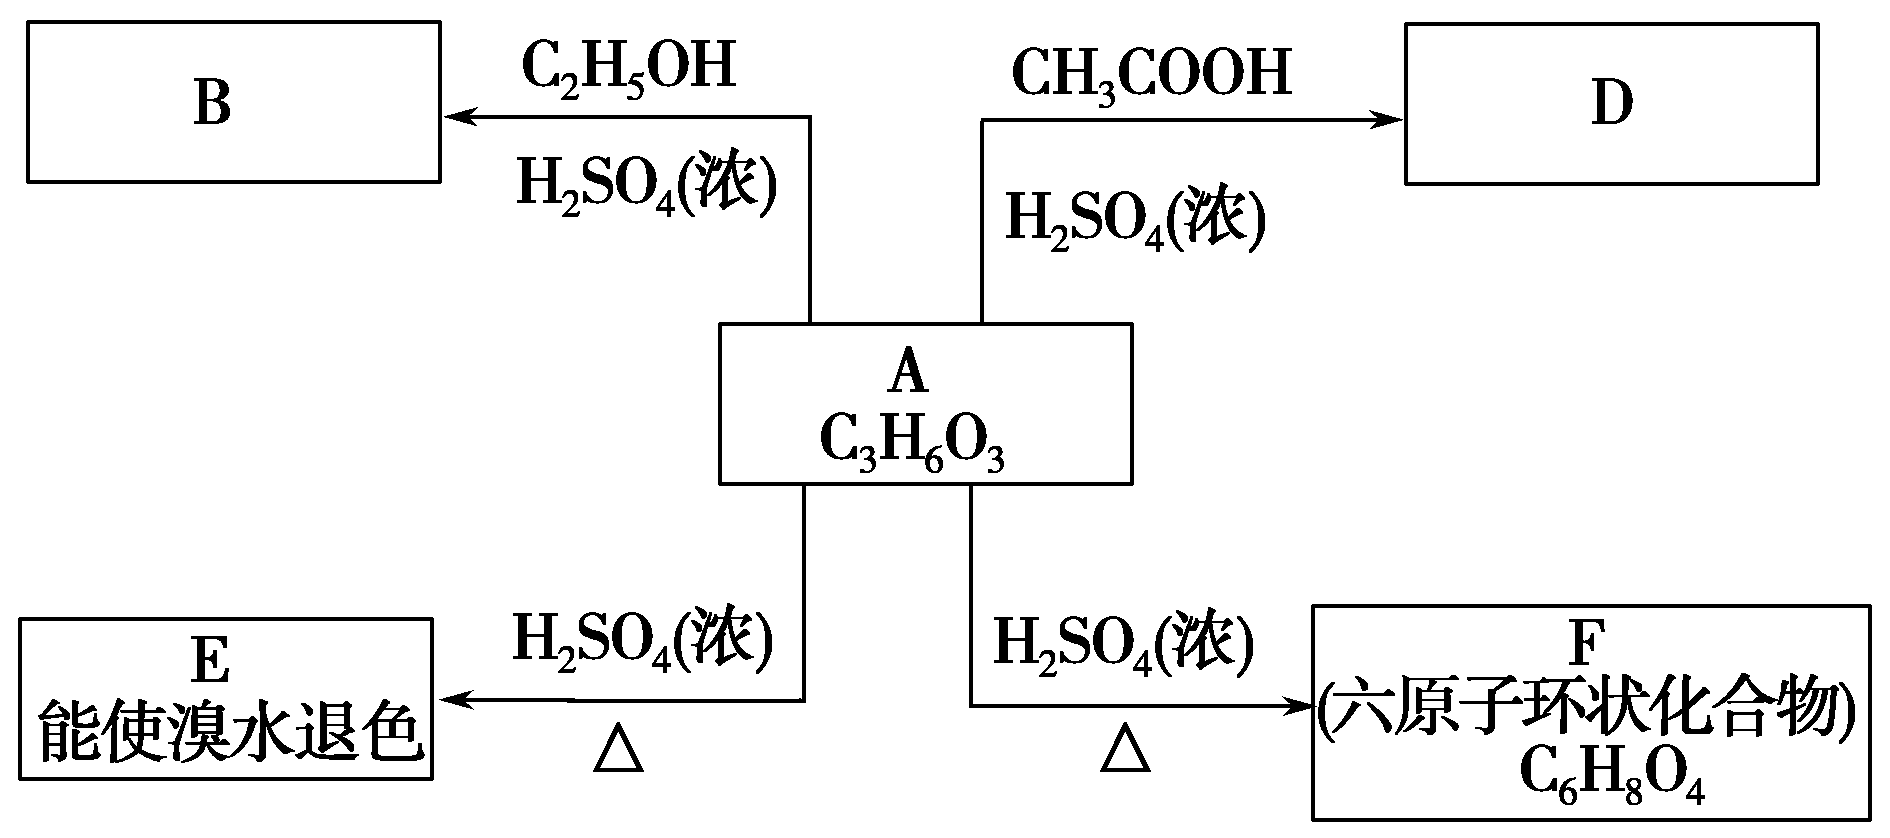 B
C₂H₅OH
H₂SO₄(浓)
CH₃COOH
H₂SO₄(浓)
D
A
C₃H₆O₃
E
能使溴水退色
H₂SO₄(浓)
△
H₂SO₄(浓)
△
F
(六原子环状化合物)
C₆H₈O₄